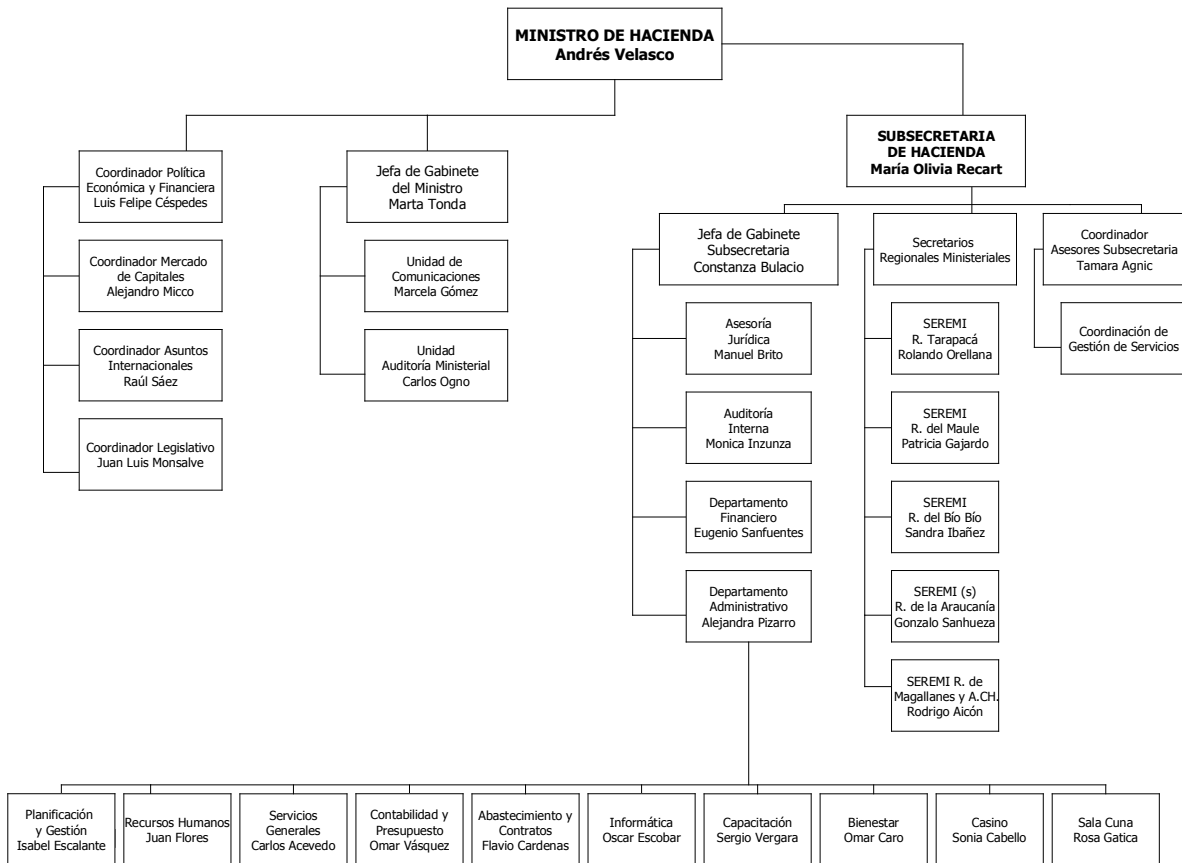 MINISTRO DE HACIENDA
Andrés Velasco
SUBSECRETARIA
DE HACIENDA
María Olivia Recart
Coordinador Política
Económica y Financiera
Luis Felipe Céspedes
Coordinador Mercado
de Capitales
Alejandro Micco
Coordinador Asuntos
Internacionales
Raúl Sáez
Coordinador Legislativo
Juan Luis Monsalve
Jefa de Gabinete
del Ministro
Marta Tonda
Unidad de
Comunicaciones
Marcela Gómez
Unidad
Auditoría Ministerial
Carlos Ogno
Jefa de Gabinete
Subsecretaria
Constanza Bulacio
Asesoría
Jurídica
Manuel Brito
Auditoría
Interna
Monica Inzunza
Departamento
Financiero
Eugenio Sanfuentes
Departamento
Administrativo
Alejandra Pizarro
Secretarios
Regionales Ministeriales
SEREMI
R. Tarapacá
Rolando Orellana
SEREMI
R. del Maule
Patricia Gajardo
SEREMI
R. del Bío Bío
Sandra Ibañez
SEREMI (s)
R. de la Araucanía
Gonzalo Sanhueza
SEREMI R. de
Magallanes y A.CH.
Rodrigo Aicón
Coordinador
Asesores Subsecretaria
Tamara Agnic
Coordinación de
Gestión de Servicios
Planificación
y Gestión
Isabel Escalante
Recursos Humanos
Juan Flores
Servicios
Generales
Carlos Acevedo
Contabilidad y
Presupuesto
Omar Vásquez
Abastecimiento y
Contratos
Flavio Cardenas
Informática
Oscar Escobar
Capacitación
Sergio Vergara
Bienestar
Omar Caro
Casino
Sonia Cabello
Sala Cuna
Rosa Gatica